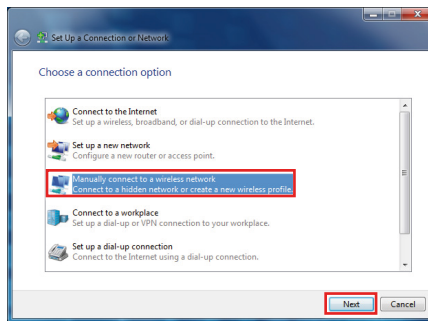 Set Up a Connection or Network
Choose a connection option
Connect to the Internet
Set up a wireless, broadband, or dial-up connection to the Internet.
Set up a new network
Configure a new router or access point.
Manually connect to a wireless network
Connect to a hidden network or create a new wireless profile.
Connect to a workplace
Set up a dial-up or VPN connection to your workplace.
Set up a dial-up connection
Connect to the Internet using a dial-up connection.
Next Cancel